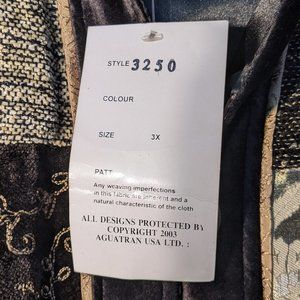 STYLE 3250
COLOUR
SIZE 3X
PATT
Any weaving imperfections
in this fabric are inherent and a
natural characteristic of the cloth
ALL DESIGNS PROTECTED BY
COPYRIGHT 2003
AGUATRAN USA LTD. :